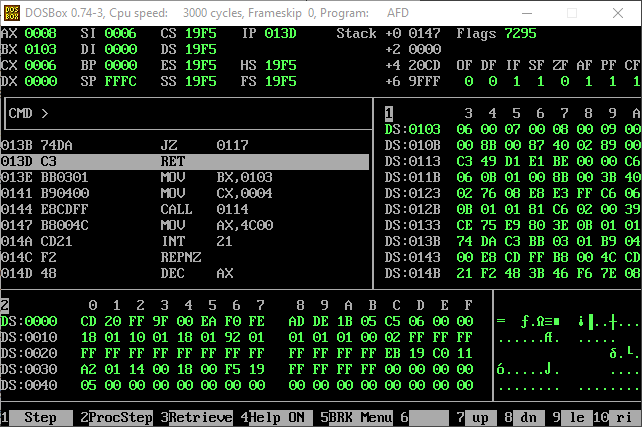 DOSBox 0.74-3, Cpu speed:    3000 cycles, Frameskip  0, Program:     AFD
AX 0008   SI 0006   CS 19F5   IP 013D      Stack +0 0147   Flags 7295
BX 0103   DI 0000   DS 19F5                      +2 0000
CX 0006   BP 0000   ES 19F5   HS 19F5            +4 20CD   OF DF IF SF ZF AF PF CF
DX 0000   SP FFFC   SS 19F5   FS 19F5            +6 9FFF    0  0  1  1  0  1  1  1
CMD >
1         3  4  5  6  7  8  9  A
DS:0103  06 00 07 00 08 00 09 00
DS:010B  00 8B 00 87 40 02 89 00
DS:0113  C3 49 D1 E1 BE 00 00 C6
DS:011B  06 0B 01 00 8B 00 3B 40
DS:0123  02 76 08 E8 E3 FF C6 06
DS:012B  0B 01 01 81 C6 02 00 39
DS:0133  CE 75 E9 80 3E 0B 01 01
DS:013B  74 DA C3 BB 03 01 B9 04
DS:0143  00 E8 CD FF B8 00 4C CD
DS:014B  21 F2 48 3B 46 F6 7E 08
013B 74DA          JZ     0117
013D C3            RET
013E BB0301        MOV    BX,0103
0141 B90400        MOV    CX,0004
0144 E8CDFF        CALL   0114
0147 B8004C        MOV    AX,4C00
014A CD21          INT    21
014C F2            REPNZ
014D 48            DEC    AX
2         0  1  2  3  4  5  6  7   8  9  A  B  C  D  E  F
DS:0000  CD 20 FF 9F 00 EA F0 FE  AD DE 1B 05 C5 06 00 00
DS:0010  18 01 10 01 18 01 92 01  01 01 01 00 02 FF FF FF
DS:0020  FF FF FF FF FF FF FF FF  FF FF FF FF EB 19 C0 11
DS:0030  A2 01 14 00 18 00 F5 19  FF FF FF FF 00 00 00 00
DS:0040  05 00 00 00 00 00 00 00  00 00 00 00 00 00 00 00
1 Step  2ProcStep 3Retrieve 4Help ON  5BRK Menu 6        7 up  8 dn  9 le 10 ri